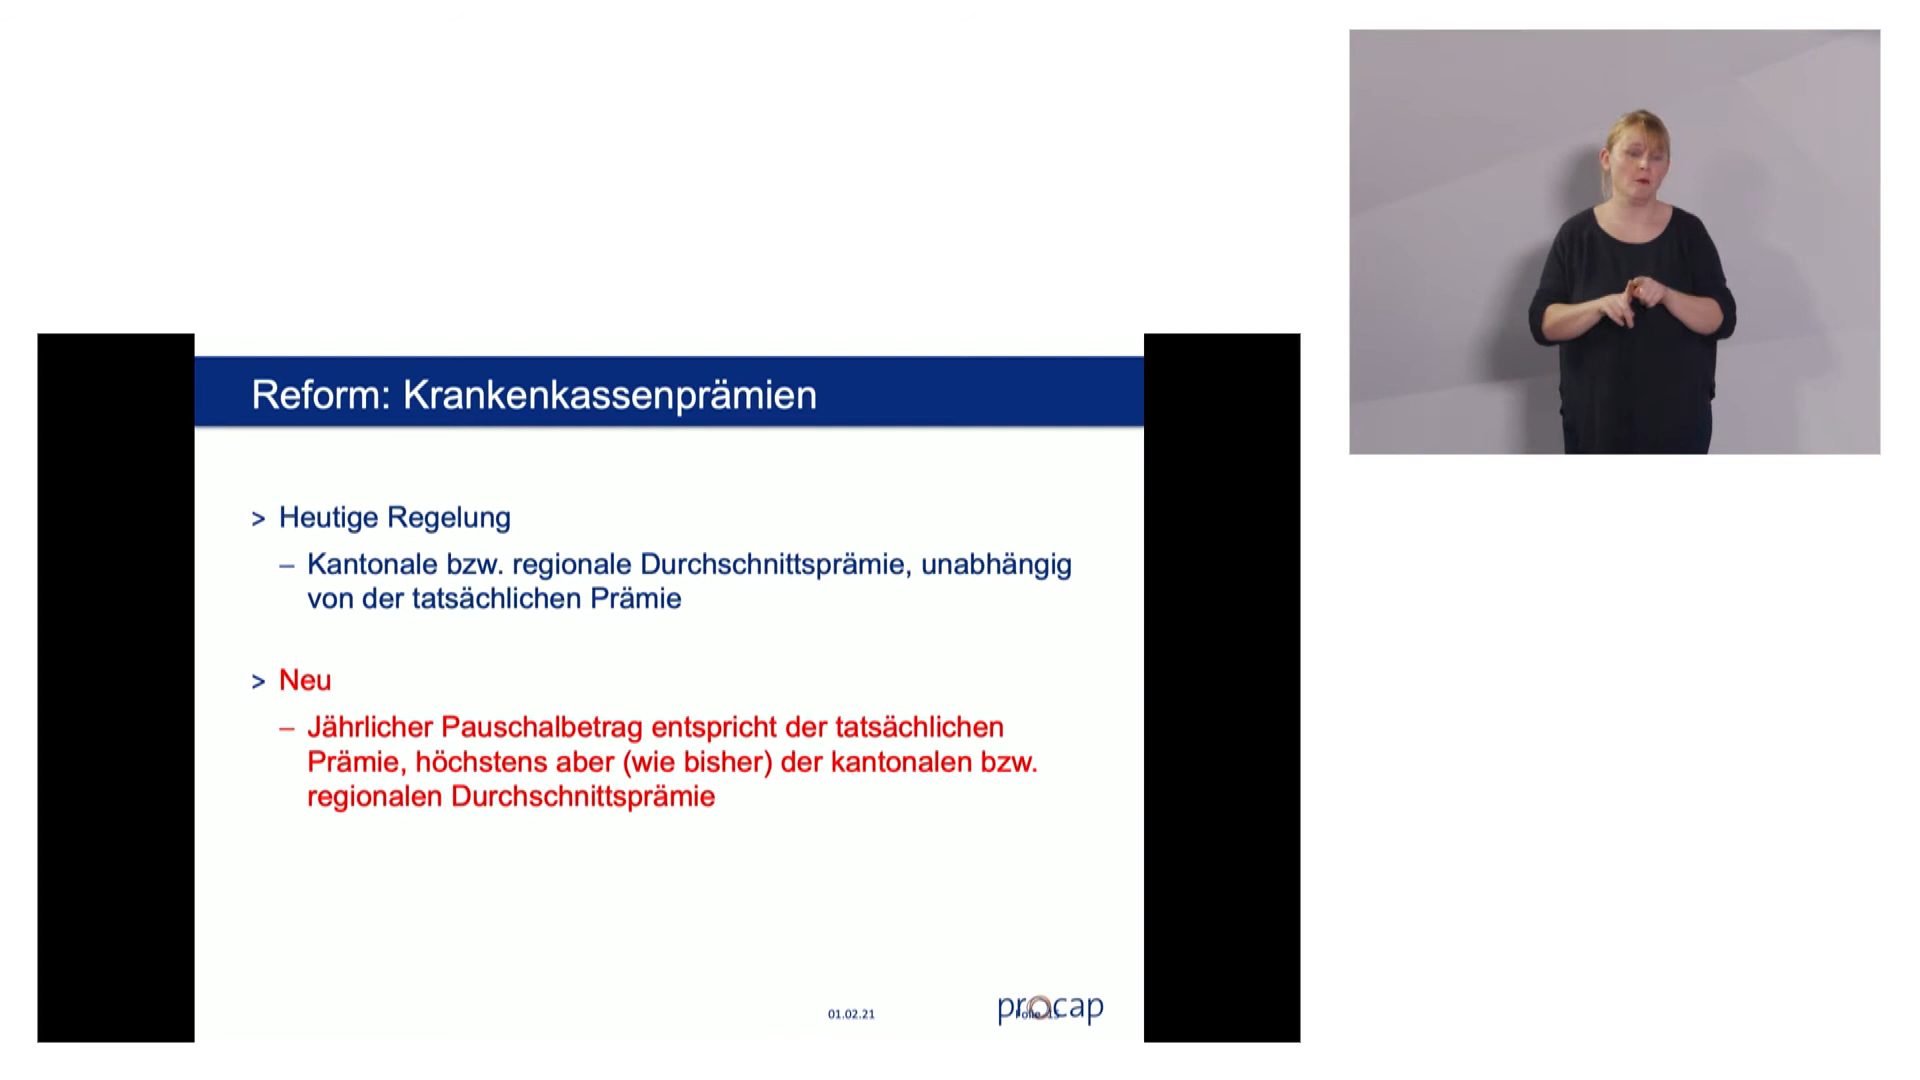 Reform: Krankenkassenprämien
> Heutige Regelung
– Kantonale bzw. regionale Durchschnittsprämie, unabhängig
von der tatsächlichen Prämie
> Neu
– Jährlicher Pauschalbetrag entspricht der tatsächlichen
Prämie, höchstens aber (wie bisher) der kantonalen bzw.
regionalen Durchschnittsprämie
01.02.21
procap